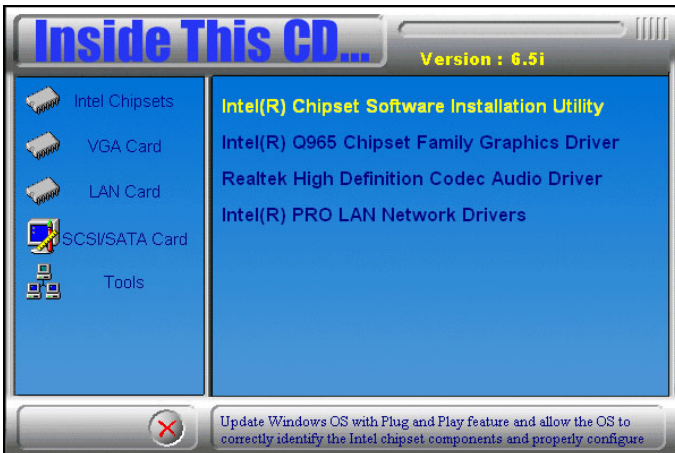 Inside This CD...
Version : 6.5i
Intel Chipsets
VGA Card
LAN Card
SCSI/SATA Card
Tools
Intel(R) Chipset Software Installation Utility
Intel(R) Q965 Chipset Family Graphics Driver
Realtek High Definition Codec Audio Driver
Intel(R) PRO LAN Network Drivers
Update Windows OS with Plug and Play feature and allow the OS to
correctly identify the Intel chipset components and properly configure